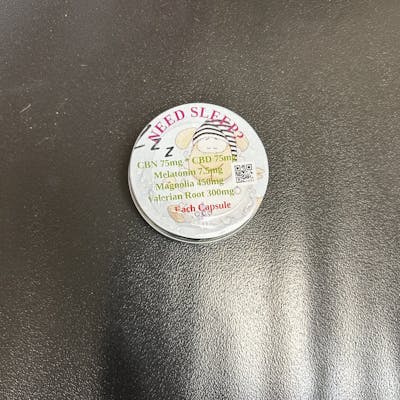 NEED SLEEP?
Z
Z
CBN 75mg * CBD 75mg
Melatonin 7.5mg
Magnolia 450mg
Valerian Root 300mg
Each Capsule